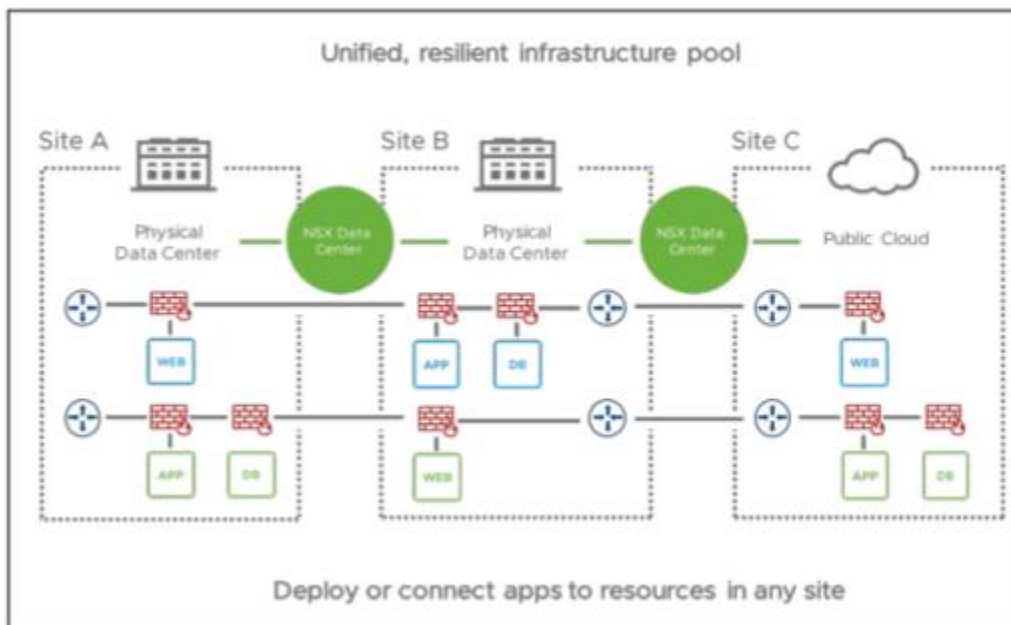 Unified, resilient infrastructure pool
Site A
Site B
Site C
Physical
Data Center
NSX Data
Center
Physical
Data Center
NSX Data
Center
Public Cloud
WEB
APP
DB
WEB
APP
DB
WEB
APP
DB
Deploy or connect apps to resources in any site